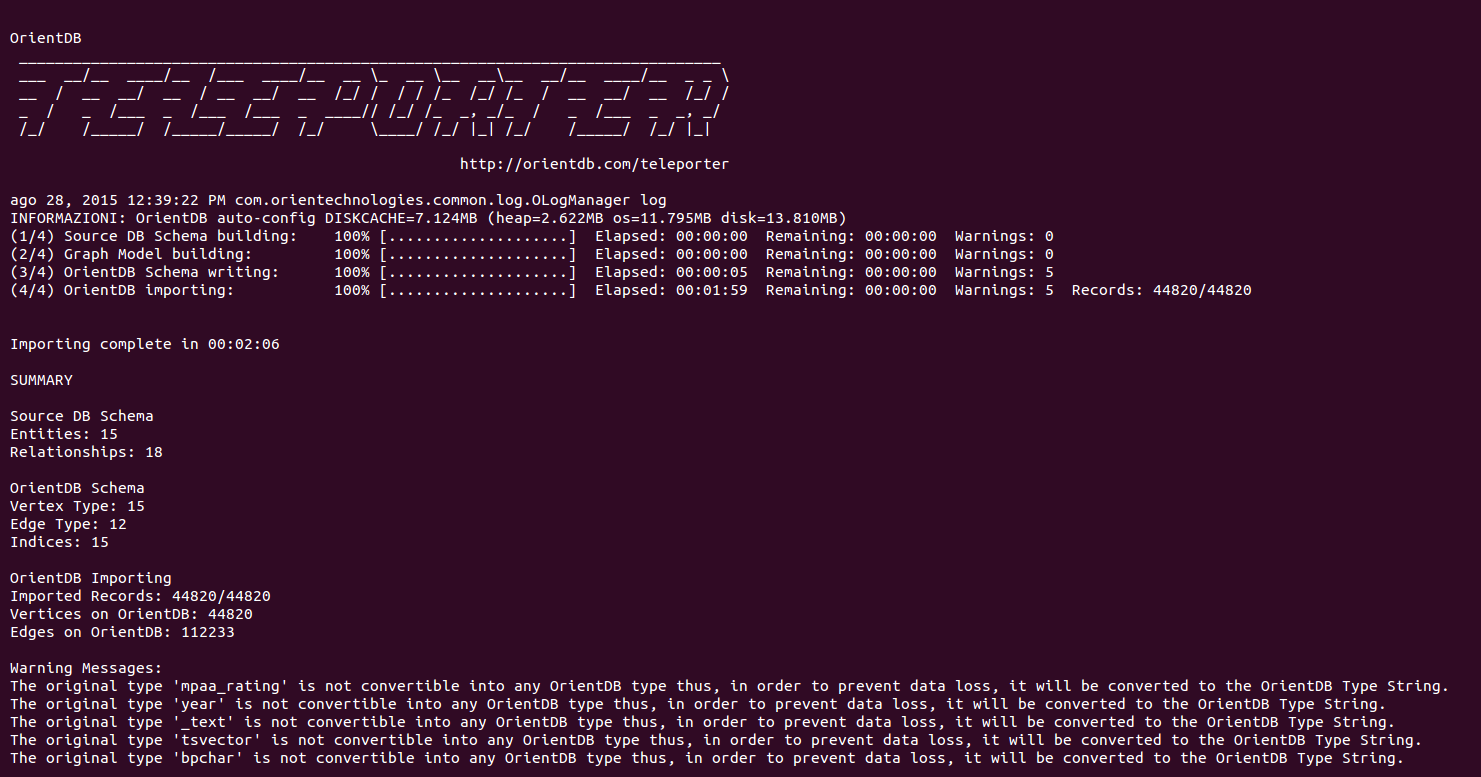 OrientDB
TELEPORTER
http://orientdb.com/teleporter
ago 28, 2015 12:39:22 PM com.orientechnologies.common.log.OLogManager log
INFORMAZIONI: OrientDB auto-config DISKCACHE=7.124MB (heap=2.622MB os=11.795MB disk=13.810MB)
(1/4) Source DB Schema building:    100% [....................]  Elapsed: 00:00:00  Remaining: 00:00:00  Warnings: 0
(2/4) Graph Model building:         100% [....................]  Elapsed: 00:00:00  Remaining: 00:00:00  Warnings: 0
(3/4) OrientDB Schema writing:      100% [....................]  Elapsed: 00:00:05  Remaining: 00:00:00  Warnings: 5
(4/4) OrientDB importing:           100% [....................]  Elapsed: 00:01:59  Remaining: 00:00:00  Warnings: 5  Records: 44820/44820
Importing complete in 00:02:06
SUMMARY
Source DB Schema
Entities: 15
Relationships: 18
OrientDB Schema
Vertex Type: 15
Edge Type: 12
Indices: 15
OrientDB Importing
Imported Records: 44820/44820
Vertices on OrientDB: 44820
Edges on OrientDB: 112233
Warning Messages:
The original type 'mpaa_rating' is not convertible into any OrientDB type thus, in order to prevent data loss, it will be converted to the OrientDB Type String.
The original type 'year' is not convertible into any OrientDB type thus, in order to prevent data loss, it will be converted to the OrientDB Type String.
The original type '_text' is not convertible into any OrientDB type thus, in order to prevent data loss, it will be converted to the OrientDB Type String.
The original type 'tsvector' is not convertible into any OrientDB type thus, in order to prevent data loss, it will be converted to the OrientDB Type String.
The original type 'bpchar' is not convertible into any OrientDB type thus, in order to prevent data loss, it will be converted to the OrientDB Type String.